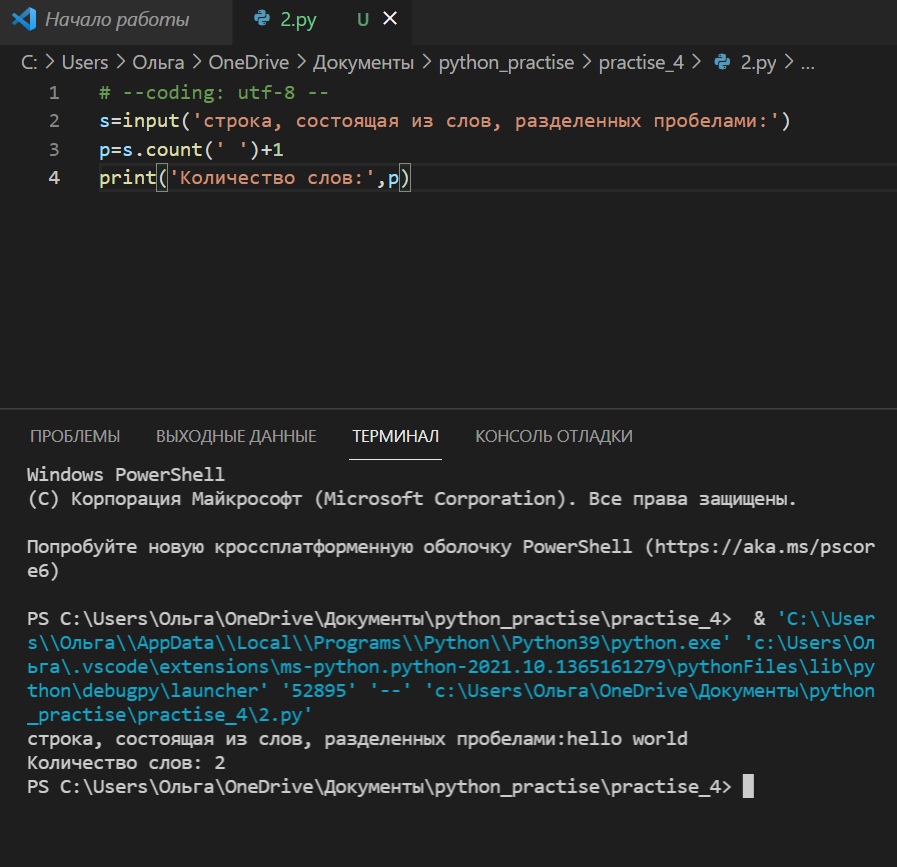 Начало работы 2.py U
C: > Users > Ольга > OneDrive > Документы > python_practise > practise_4 > 2.py > ...
1 # --coding: utf-8 --
2 s=input('строка, состоящая из слов, разделенных пробелами:')
3 p=s.count(' ')+1
4 print('Количество слов:',p)
ПРОБЛЕМЫ ВЫХОДНЫЕ ДАННЫЕ ТЕРМИНАЛ КОНСОЛЬ ОТЛАДКИ
Windows PowerShell
(C) Корпорация Майкрософт (Microsoft Corporation). Все права защищены.
Попробуйте новую кроссплатформенную оболочку PowerShell (https://aka.ms/pscor
e6)
PS C:\Users\Ольга\OneDrive\Документы\python_practise\practise_4>  & 'C:\\User
s\\Ольга\\AppData\\Local\\Programs\\Python\\Python39\python.exe' 'c:\Users\Ол
ьга\.vscode\extensions\ms-python.python-2021.10.1365161279\pythonFiles\lib\py
thon\debugpy\launcher' '52895' '--' 'c:\Users\Ольга\OneDrive\Документы\python
_practise\practise_4\2.py'
строка, состоящая из слов, разделенных пробелами:hello world
Количество слов: 2
PS C:\Users\Ольга\OneDrive\Документы\python_practise\practise_4>